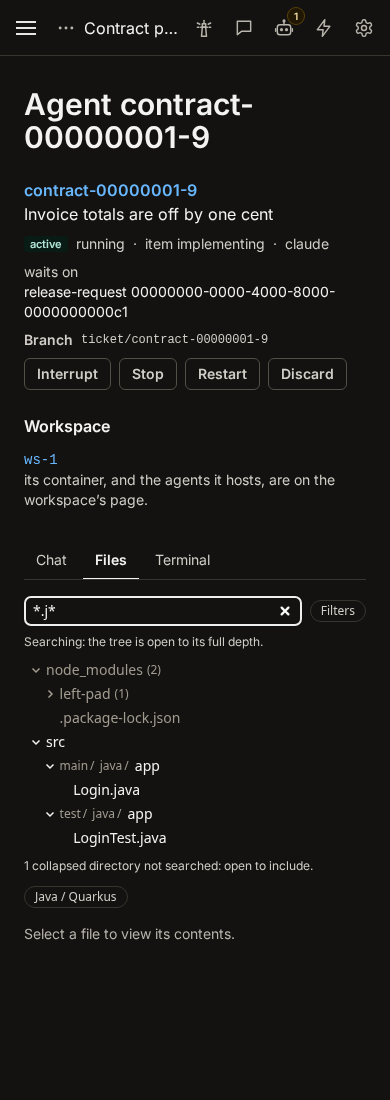 Contract p...
1
Agent contract-
00000001-9
contract-00000001-9
Invoice totals are off by one cent
active running · item implementing · claude
waits on
release-request 00000000-0000-4000-8000-
0000000000c1
Branch ticket/contract-00000001-9
Interrupt Stop Restart Discard
Workspace
ws-1
its container, and the agents it hosts, are on the
workspace’s page.
Chat Files Terminal
*.j* Filters
Searching: the tree is open to its full depth.
node_modules (2)
left-pad (1)
.package-lock.json
src
main/ java/ app
Login.java
test/ java/ app
LoginTest.java
1 collapsed directory not searched: open to include.
Java / Quarkus
Select a file to view its contents.